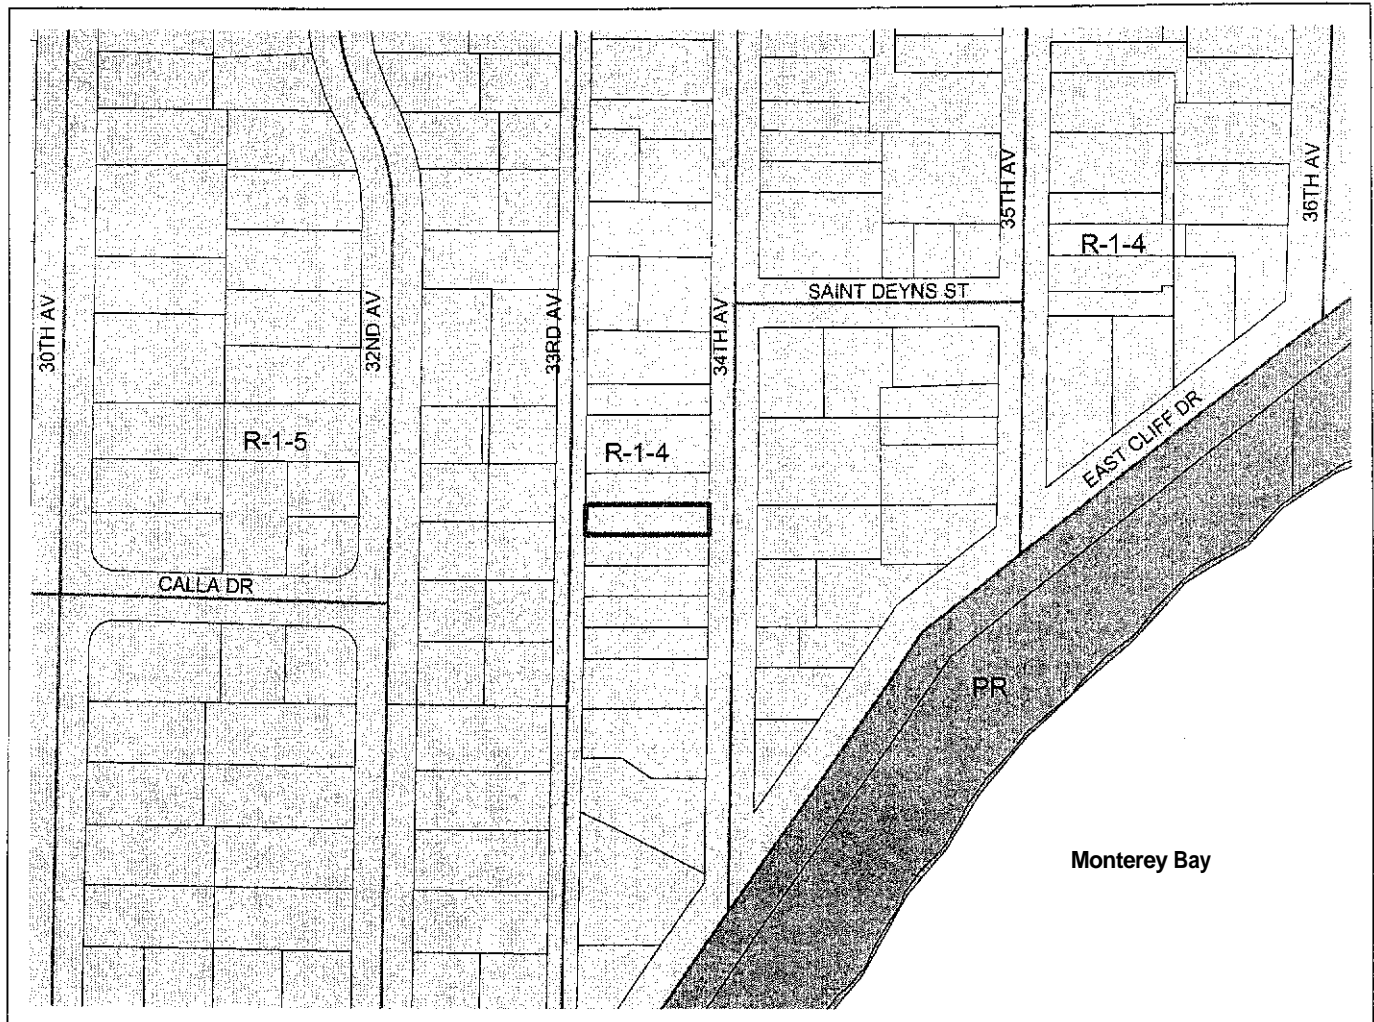 35TH AV
36TH AV
R-1-4
SAINT DEYNS ST
30TH AV
32ND AV
33RD AV
34TH AV
R-1-5
R-1-4
EAST CLIFF DR
CALLA DR
PR
Monterey Bay